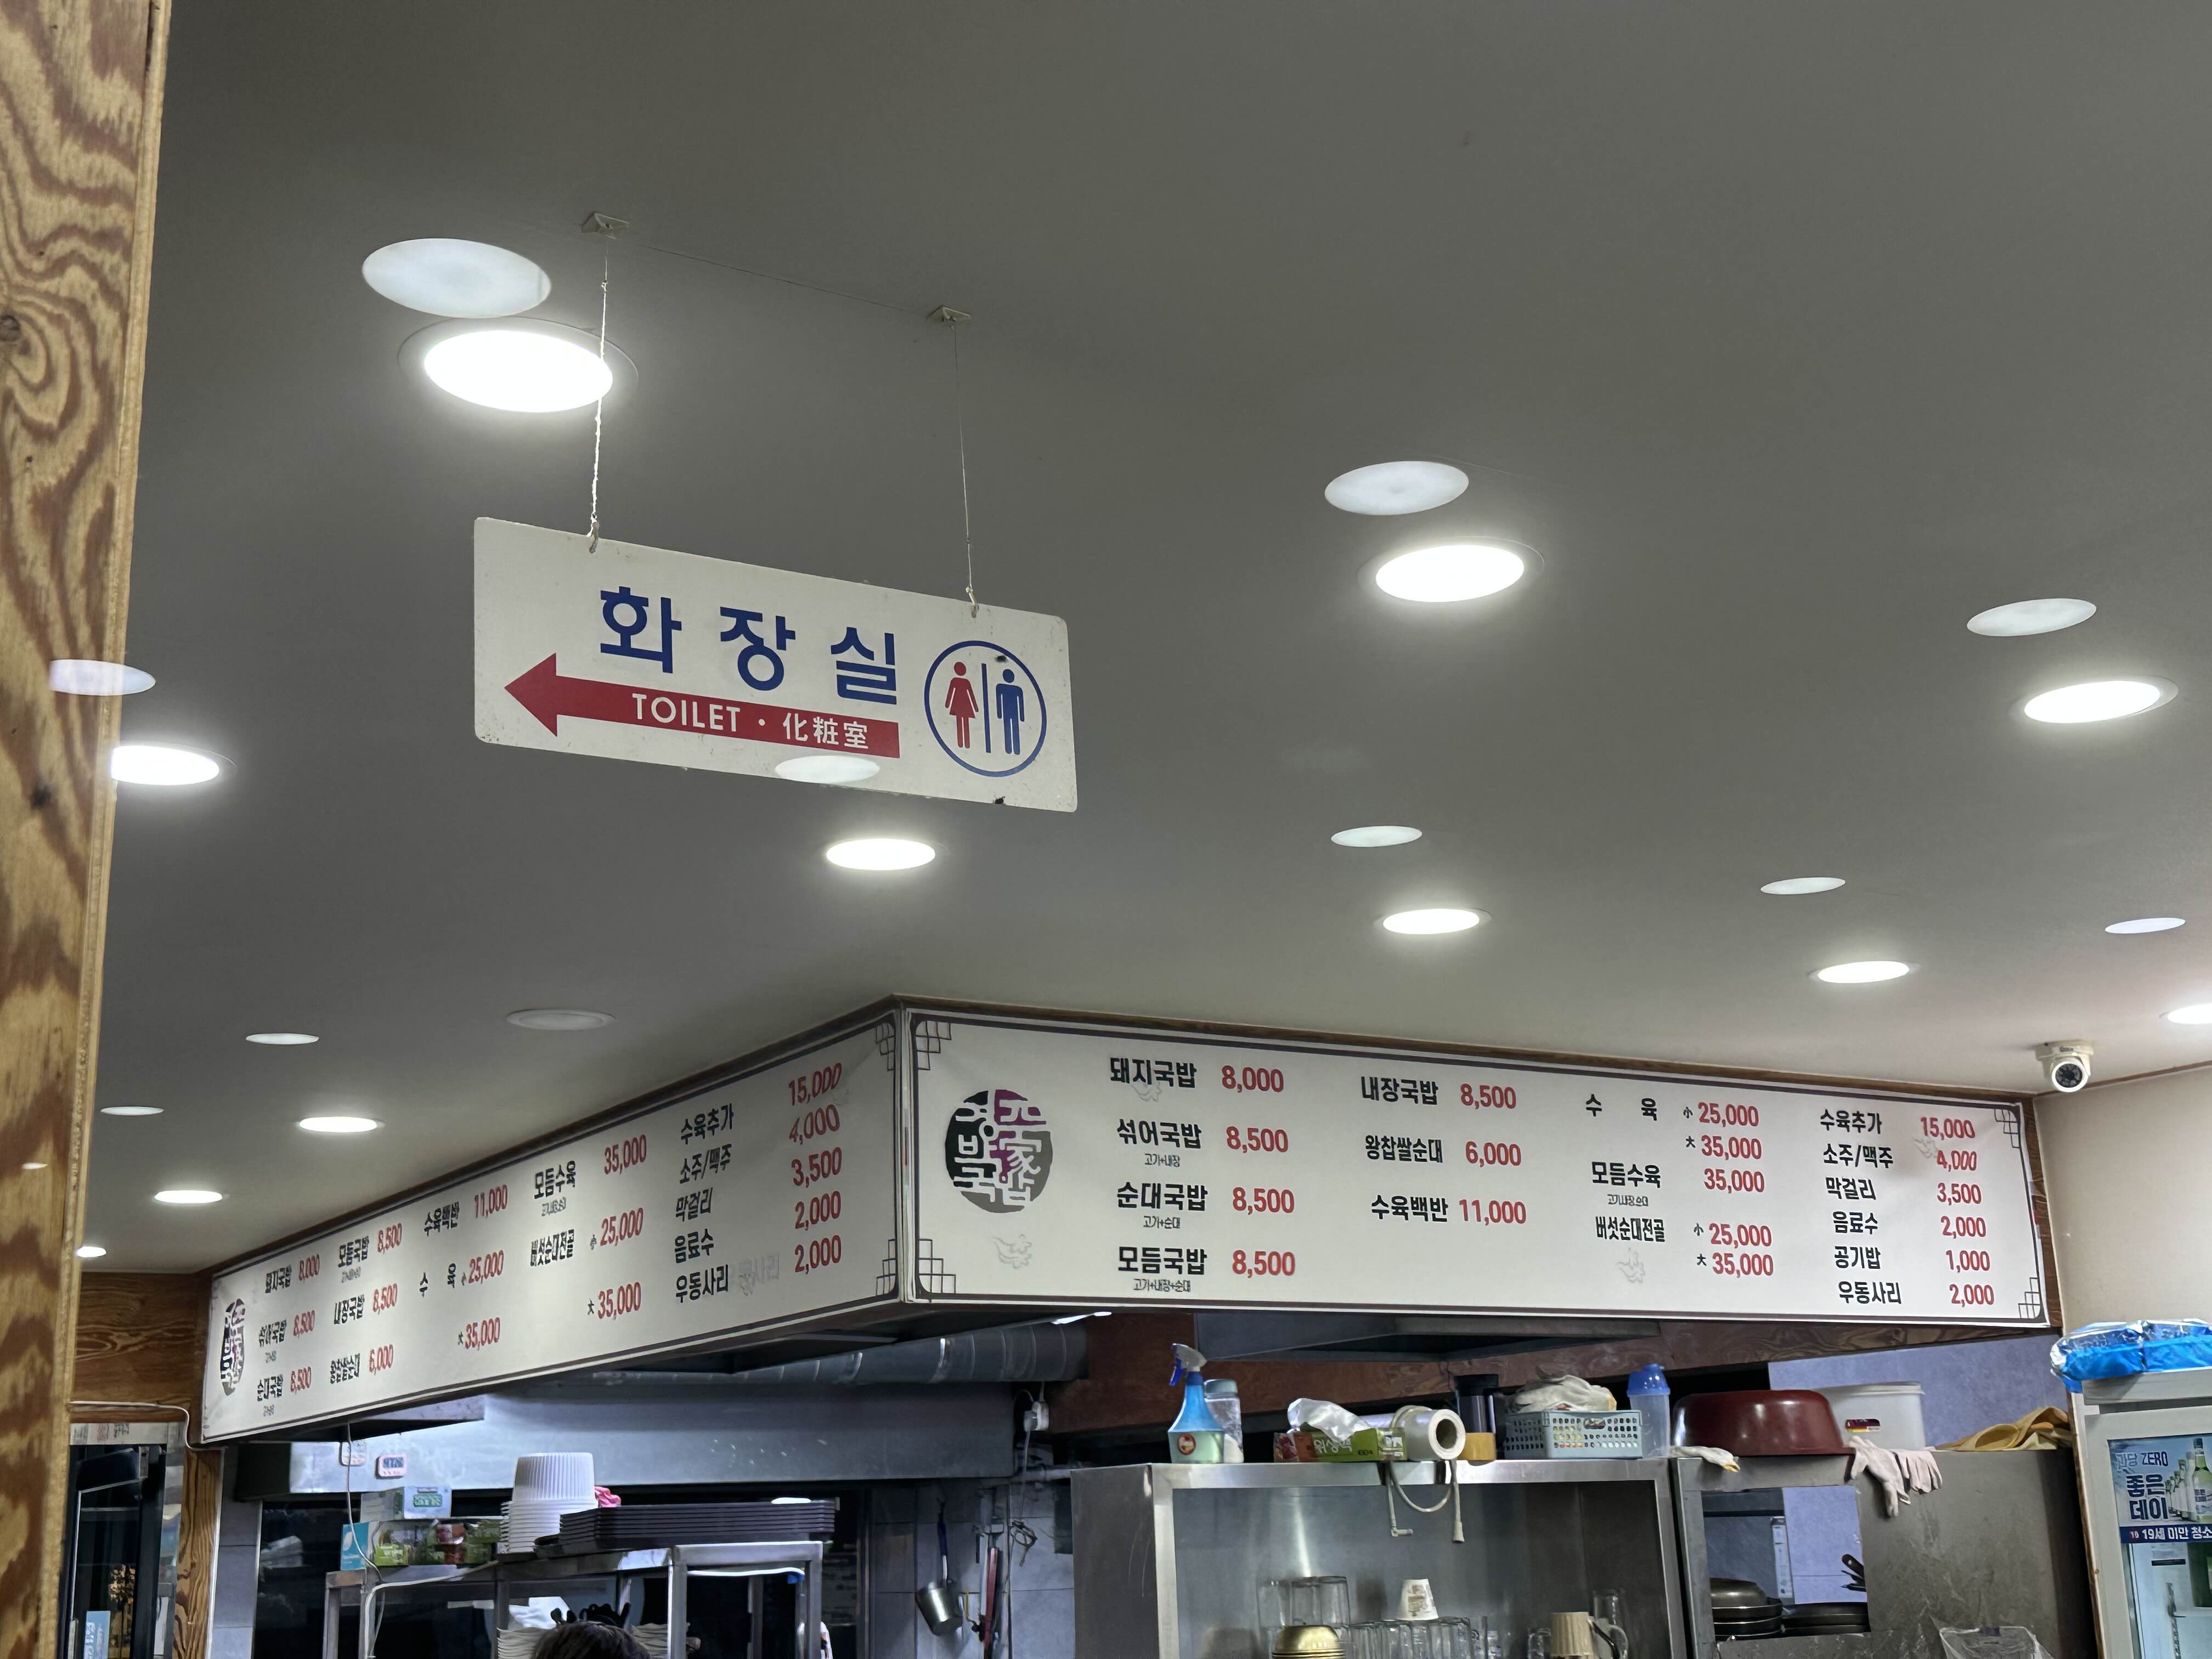 화장실
TOILET · 化粧室
돼지국밥 8,000
섞어국밥 8,500
고기+내장
순대국밥 8,500
고기+순대
모듬국밥 8,500
고기+내장+순대
내장국밥 8,500
왕찹쌀순대 6,000
수육백반 11,000
수 육 小 25,000
大 35,000
모듬수육 35,000
고기,내장,순대
버섯순대전골 小 25,000
大 35,000
수육추가 15,000
소주/맥주 4,000
막걸리 3,500
음료수 2,000
공기밥 1,000
우동사리 2,000
돼지국밥 8,000
섞어국밥 8,500
순대국밥 8,500
모듬국밥 8,500
내장국밥 8,500
왕찹쌀순대 6,000
수육백반 11,000
수 육 小 25,000
大 35,000
모듬수육 35,000
버섯순대전골 小 25,000
大 35,000
수육추가 15,000
소주/맥주 4,000
막걸리 3,500
음료수 2,000
우동사리 2,000
ZERO
좋은
데이
19 19세 미만 청소